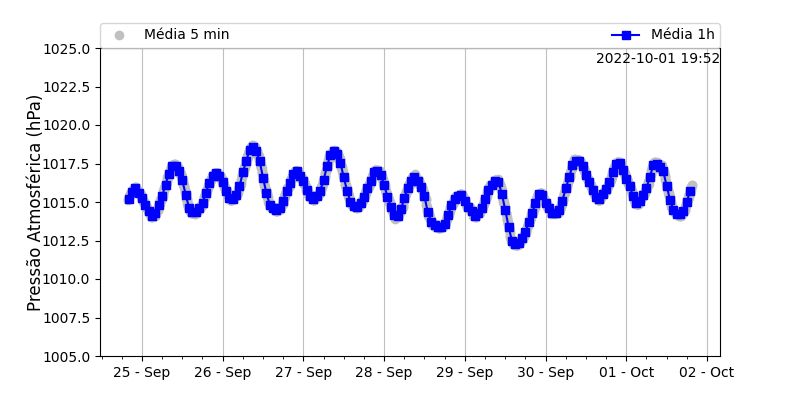 Média 5 min
Média 1h
2022-10-01 19:52
Pressão Atmosférica (hPa)
1025.0
1022.5
1020.0
1017.5
1015.0
1012.5
1010.0
1007.5
1005.0
25 - Sep
26 - Sep
27 - Sep
28 - Sep
29 - Sep
30 - Sep
01 - Oct
02 - Oct